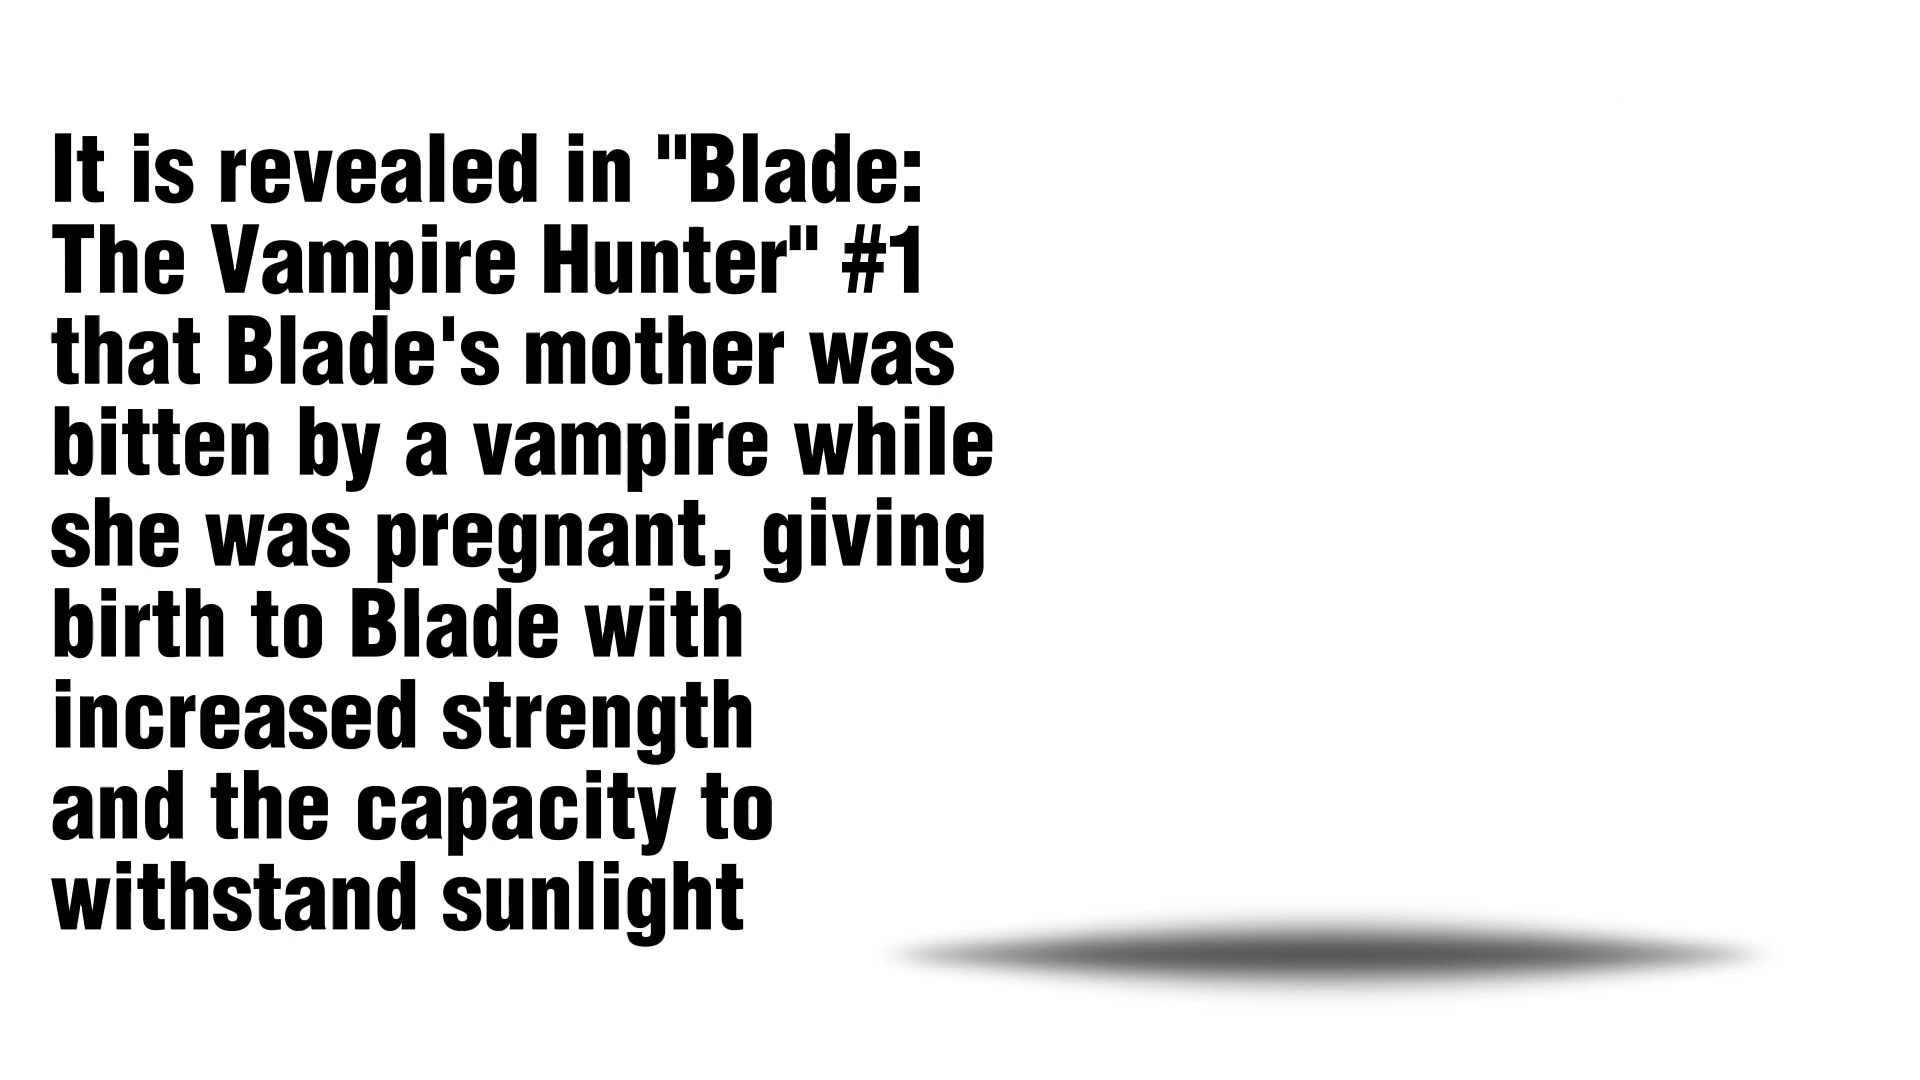 It is revealed in "Blade:
The Vampire Hunter" #1
that Blade's mother was
bitten by a vampire while
she was pregnant, giving
birth to Blade with
increased strength
and the capacity to
withstand sunlight